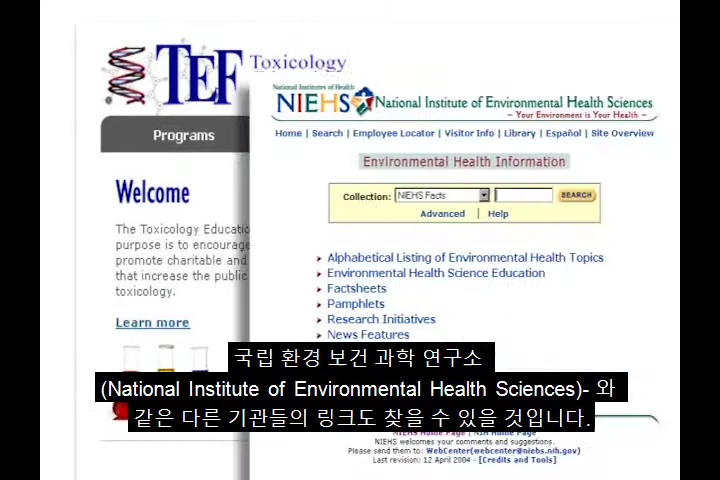 TEF Toxicology
Programs
Welcome
The Toxicology Educatio
purpose is to encourage
promote charitable and
that increase the public
toxicology.
Learn more
National Institutes of Health
NIEHS National Institute of Environmental Health Sciences
~ Your Environment is Your Health ~
Home | Search | Employee Locator | Visitor Info | Library | Español | Site Overview
Environmental Health Information
Collection: NIEHS Facts SEARCH
Advanced | Help
Alphabetical Listing of Environmental Health Topics
Environmental Health Science Education
Factsheets
Pamphlets
Research Initiatives
News Features
국립 환경 보건 과학 연구소
(National Institute of Environmental Health Sciences)- 와
같은 다른 기관들의 링크도 찾을 수 있을 것입니다.
NIEHS Home Page | NIH Home Page
NIEHS welcomes your comments and suggestions.
Please send them to: WebCenter(webcenter@niehs.nih.gov)
Last revision: 12 April 2004 - [Credits and Tools]